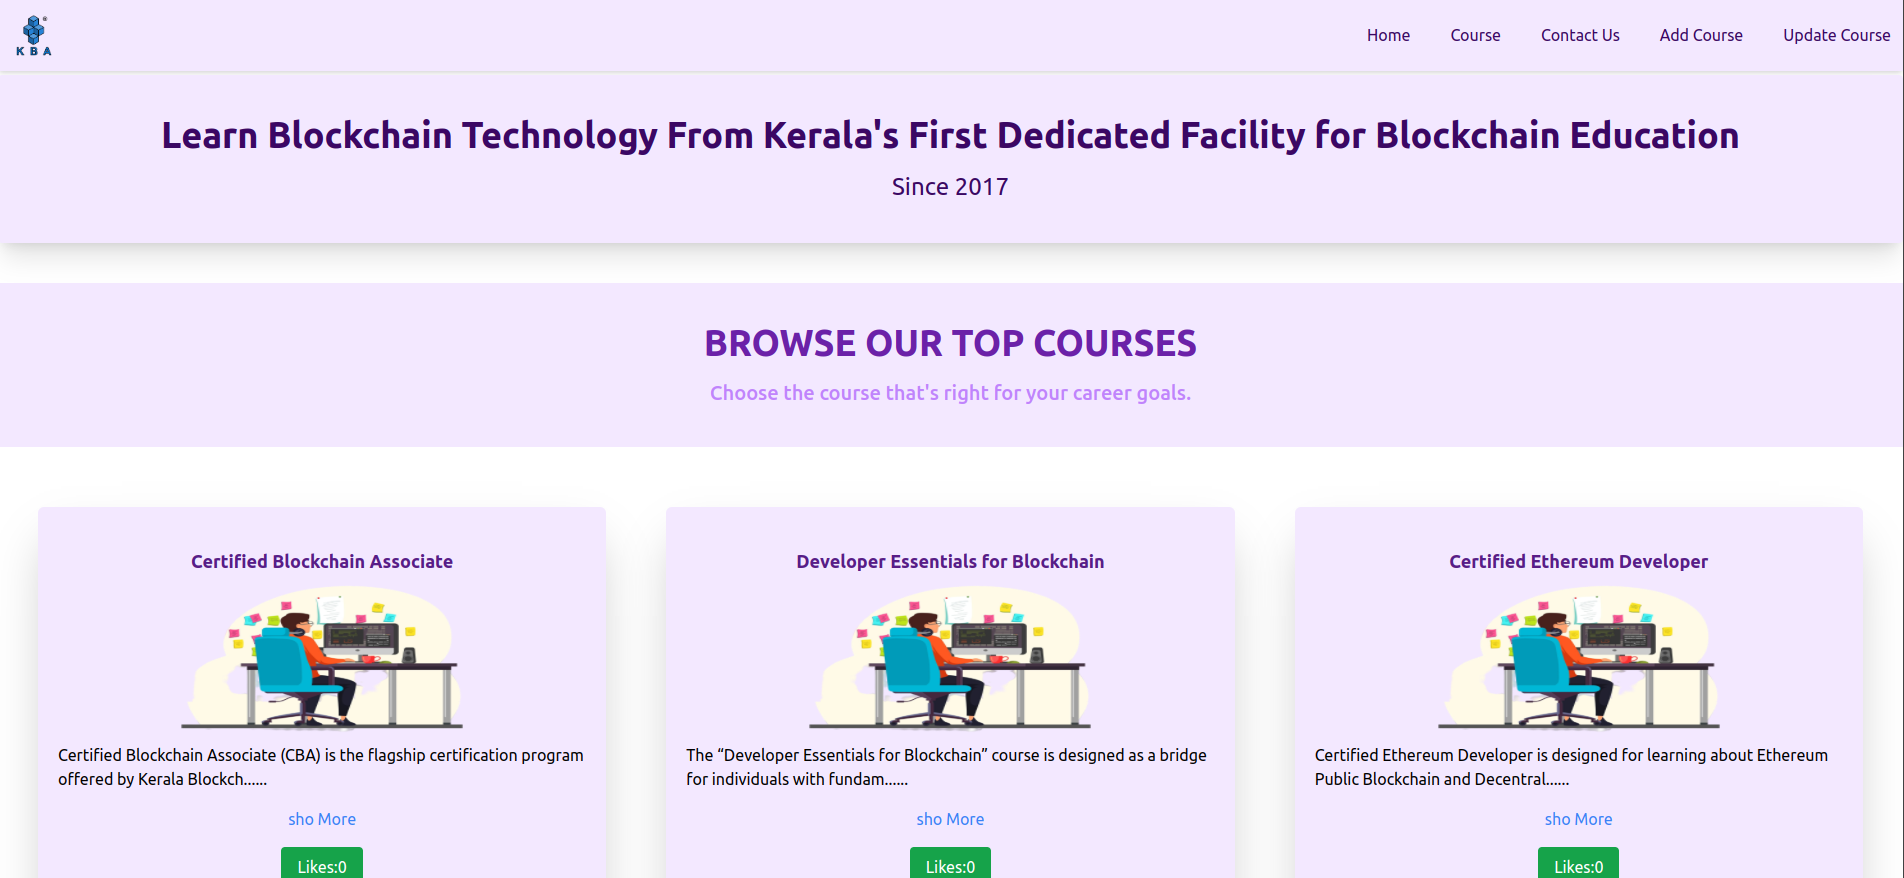 KBA
Home Course Contact Us Add Course Update Course
Learn Blockchain Technology From Kerala's First Dedicated Facility for Blockchain Education
Since 2017
BROWSE OUR TOP COURSES
Choose the course that's right for your career goals.
Certified Blockchain Associate
Certified Blockchain Associate (CBA) is the flagship certification program
offered by Kerala Blockch......
sho More
Likes:0
Developer Essentials for Blockchain
The “Developer Essentials for Blockchain” course is designed as a bridge
for individuals with fundam......
sho More
Likes:0
Certified Ethereum Developer
Certified Ethereum Developer is designed for learning about Ethereum
Public Blockchain and Decentral......
sho More
Likes:0